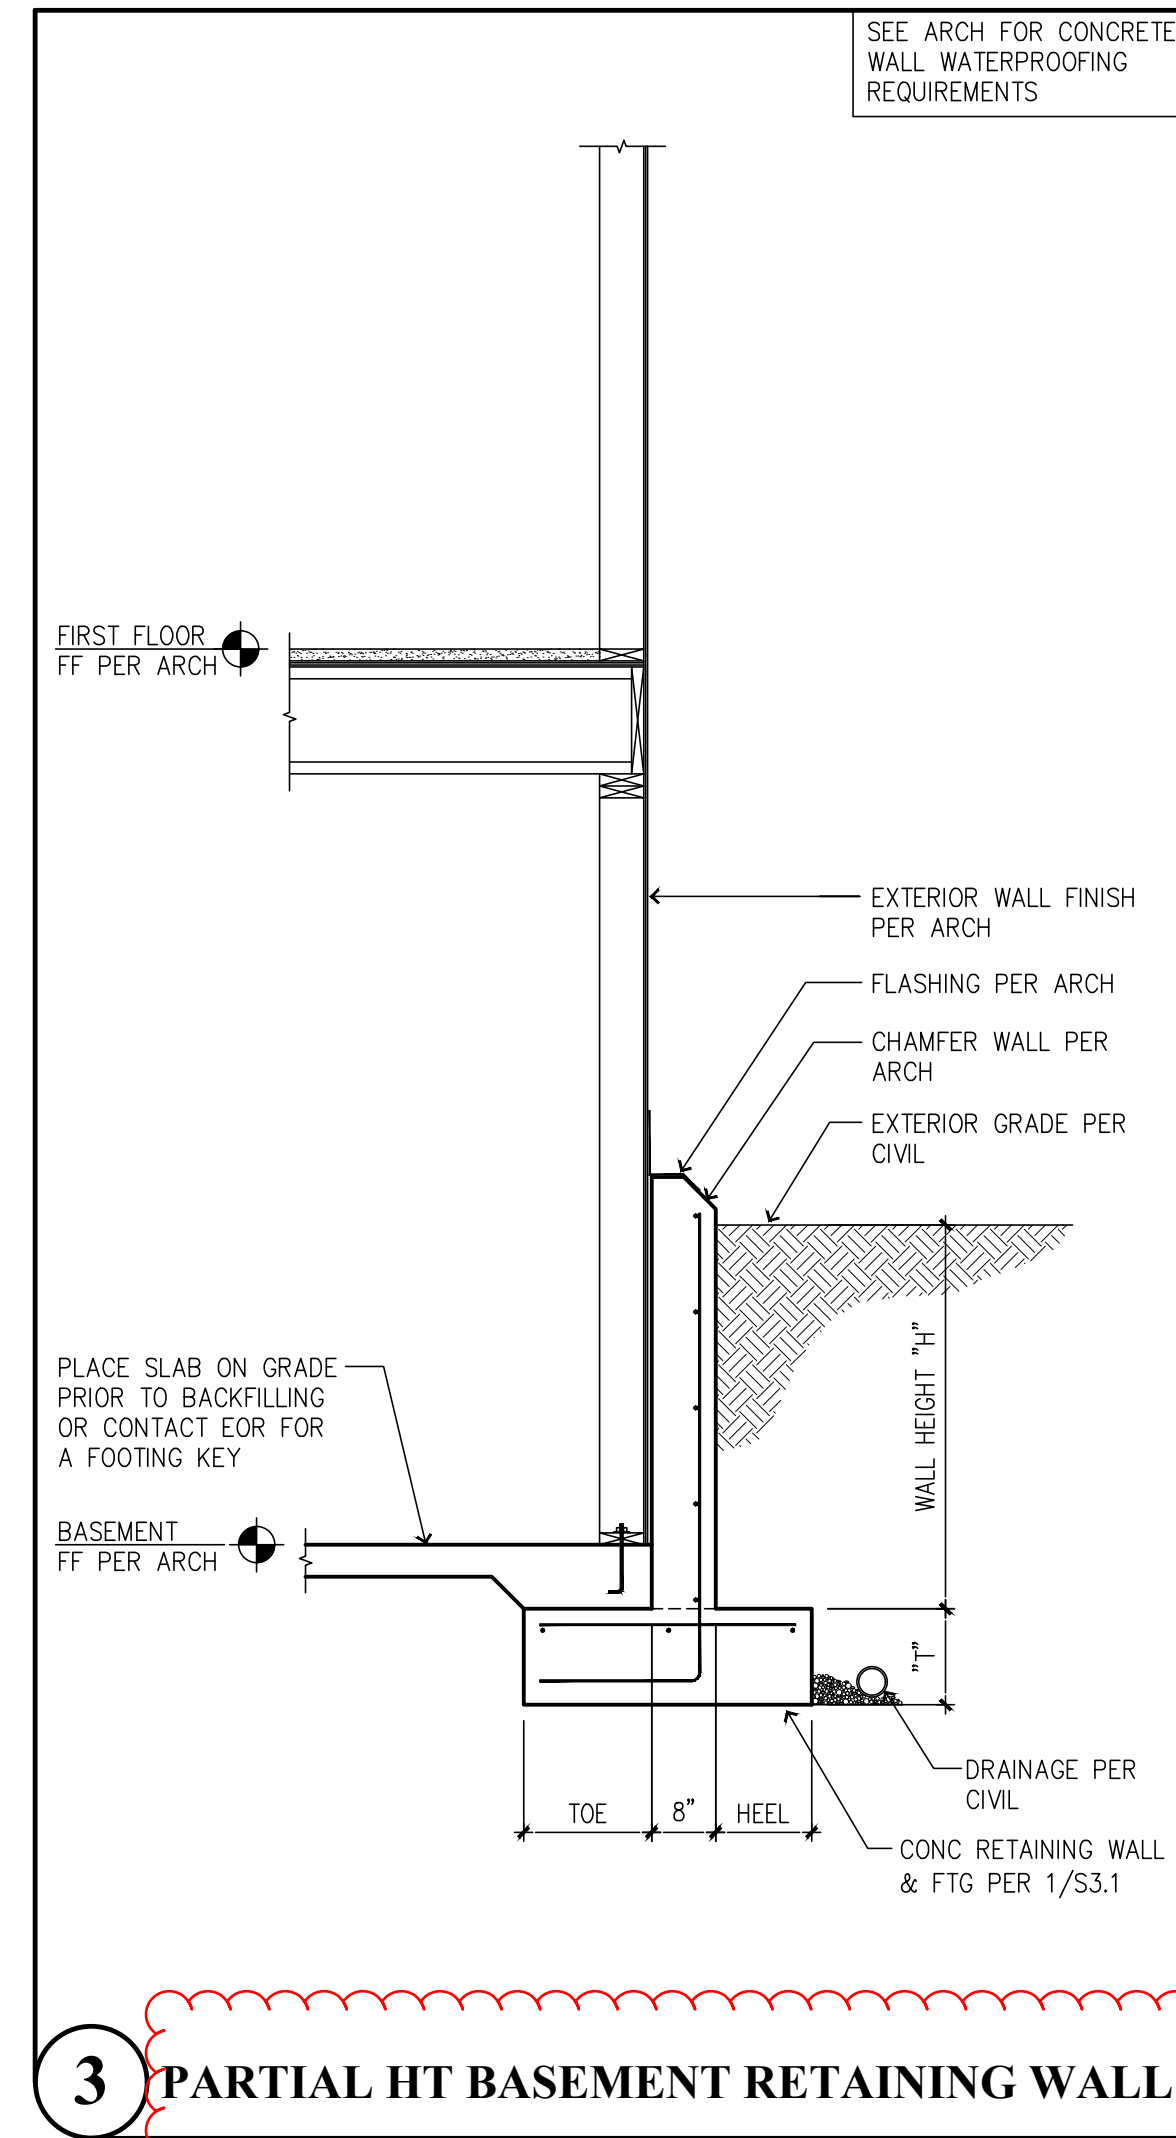 SEE ARCH FOR CONCRETE
WALL WATERPROOFING
REQUIREMENTS
FIRST FLOOR
FF PER ARCH
EXTERIOR WALL FINISH
PER ARCH
FLASHING PER ARCH
CHAMFER WALL PER
ARCH
EXTERIOR GRADE PER
CIVIL
WALL HEIGHT "H"
PLACE SLAB ON GRADE
PRIOR TO BACKFILLING
OR CONTACT EOR FOR
A FOOTING KEY
BASEMENT
FF PER ARCH
"T"
DRAINAGE PER
CIVIL
TOE
8"
HEEL
CONC RETAINING WALL
& FTG PER 1/S3.1
3
PARTIAL HT BASEMENT RETAINING WALL